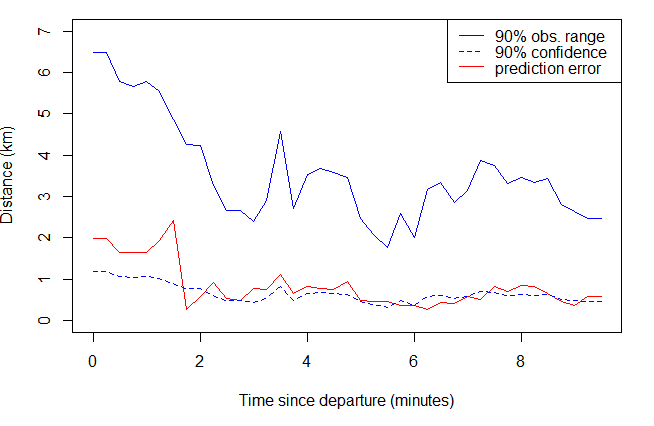 90% obs. range
90% confidence
prediction error
7
6
5
4
3
2
1
0
Distance (km)
0 2 4 6 8
Time since departure (minutes)